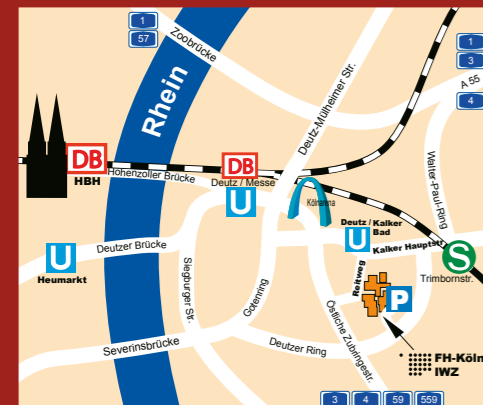 1
57
Zoobrücke
1
3
A 55
4
Rhein
Deutz-Mülheimer Str.
Walter-Paul-Ring
DB
HBH
Hohenzoller Brücke
DB
Deutz / Messe
U
Kölnarena
Deutz / Kalker
Bad
U
Kalker Hauptstr.
S
Trimbornstr.
U
Heumarkt
Deutzer Brücke
Siegburger Str.
Gotenring
Reitweg
P
Severinsbrücke
Deutzer Ring
Östliche Zubringestr.
FH-Köln
IWZ
3
4
59
559